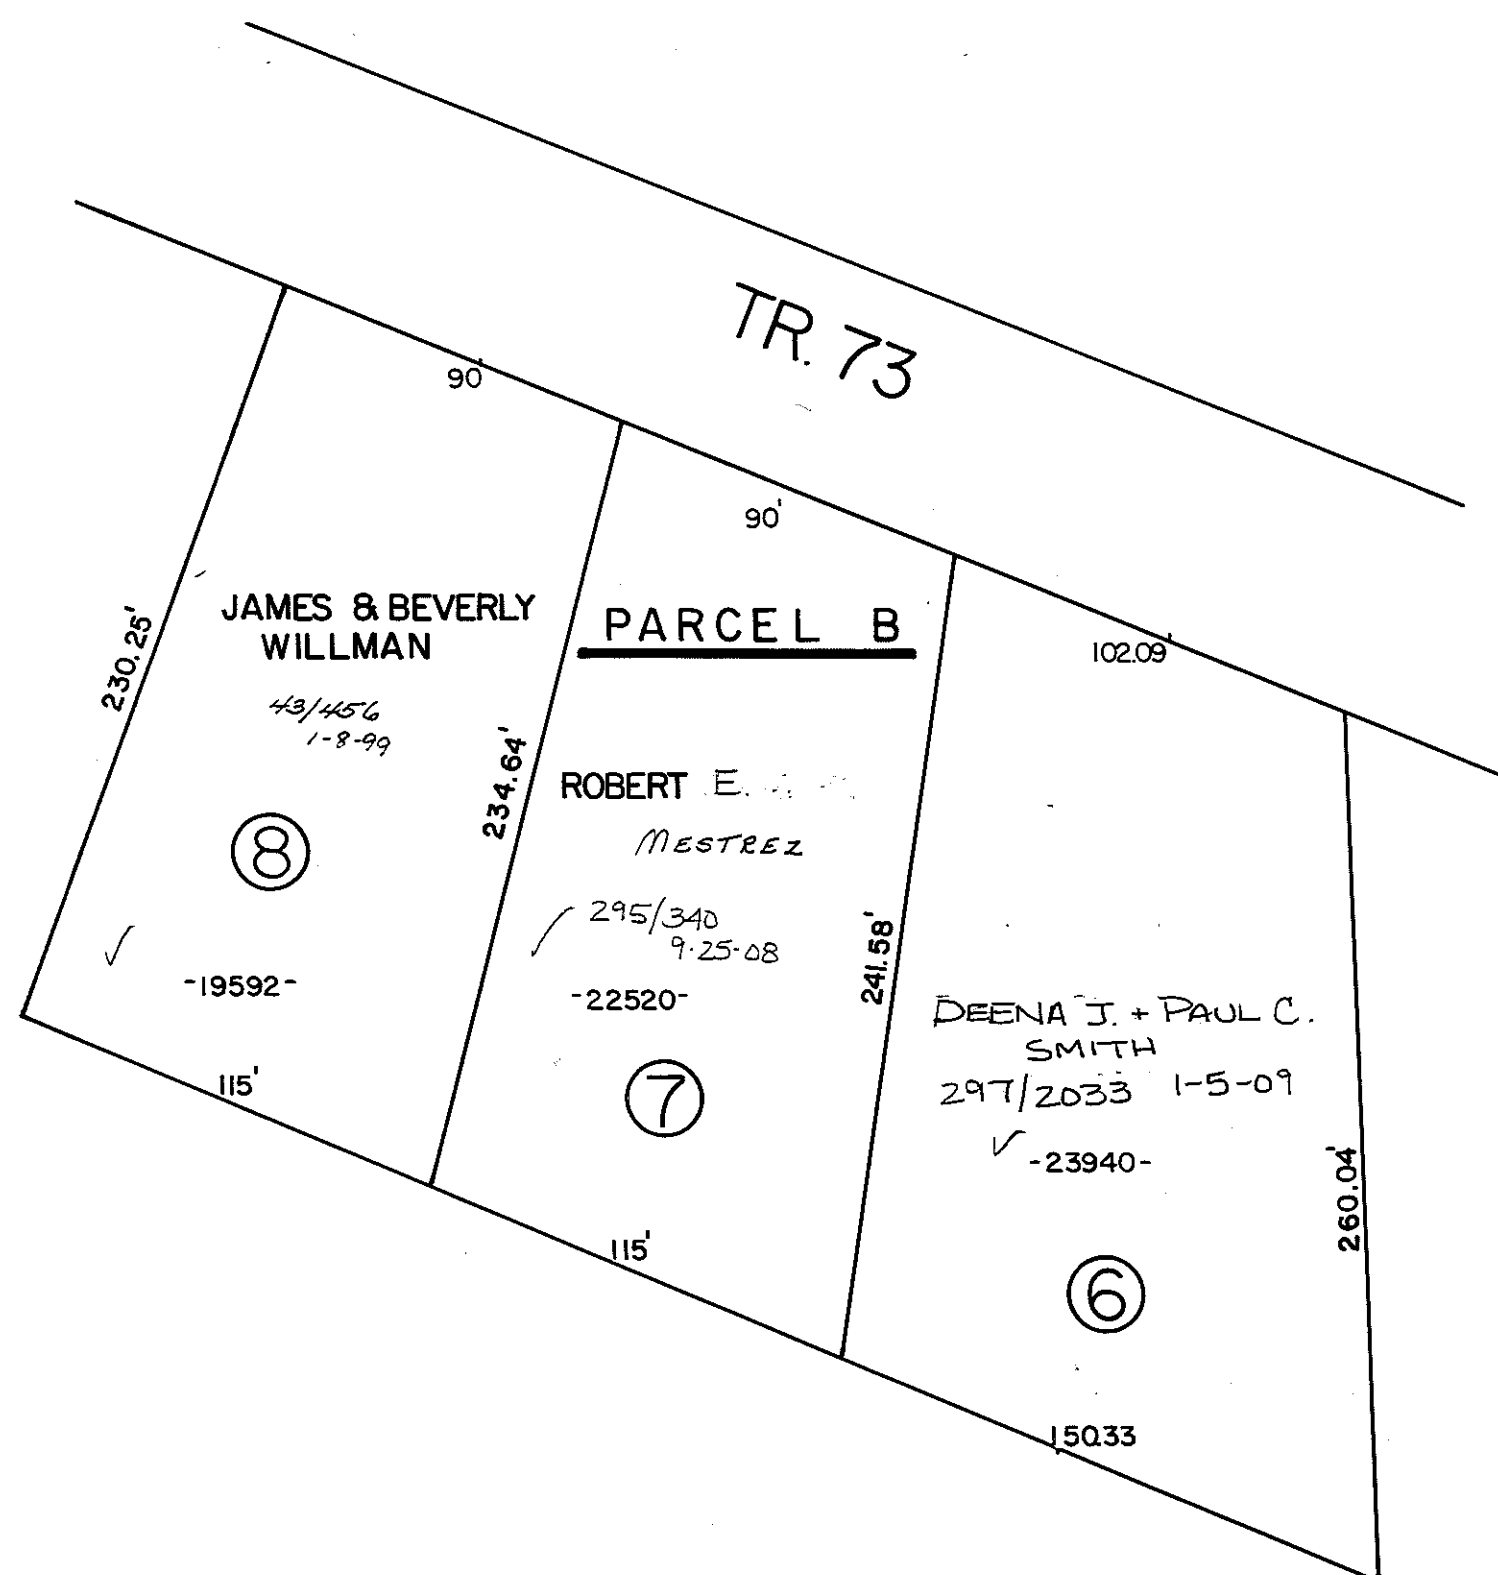 TR. 73
90'
90'
102.09'
230.25'
JAMES & BEVERLY
WILLMAN
43/456
1-8-99
8
-19592-
115'
234.64'
PARCEL B
ROBERT E.
MESTREZ
295/340
9-25-08
-22520-
7
115'
241.58'
DEENA J. + PAUL C.
SMITH
297/2033 1-5-09
-23940-
6
260.04'
150.33'